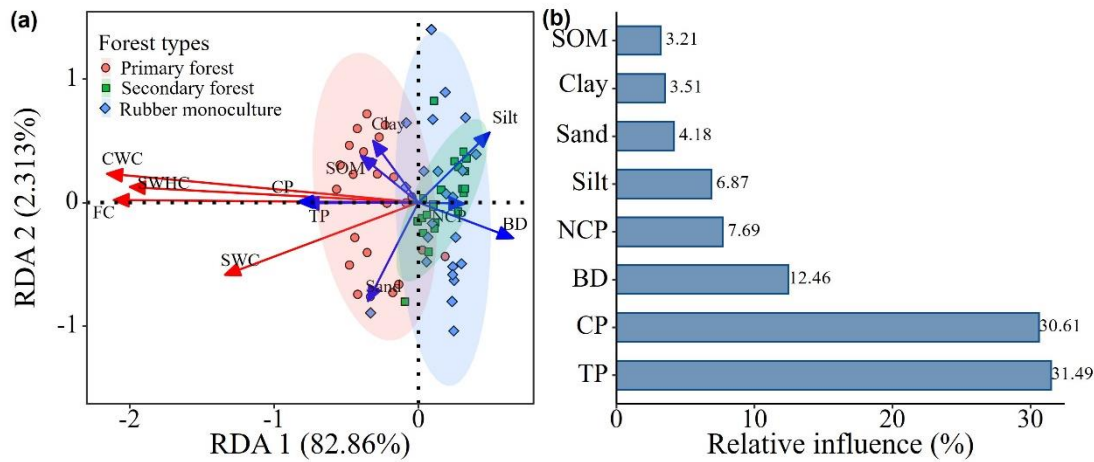 (a)
Forest types
Primary forest
Secondary forest
Rubber monoculture
Clay
Silt
SOM
CWC
SWHC
CP
FC
TP
NCP
BD
SWC
Sand
1
0
-1
-2
-1
0
RDA 2 (2.313%)
RDA 1 (82.86%)
(b)
SOM 3.21
Clay 3.51
Sand 4.18
Silt 6.87
NCP 7.69
BD 12.46
CP 30.61
TP 31.49
0 10 20 30
Relative influence (%)